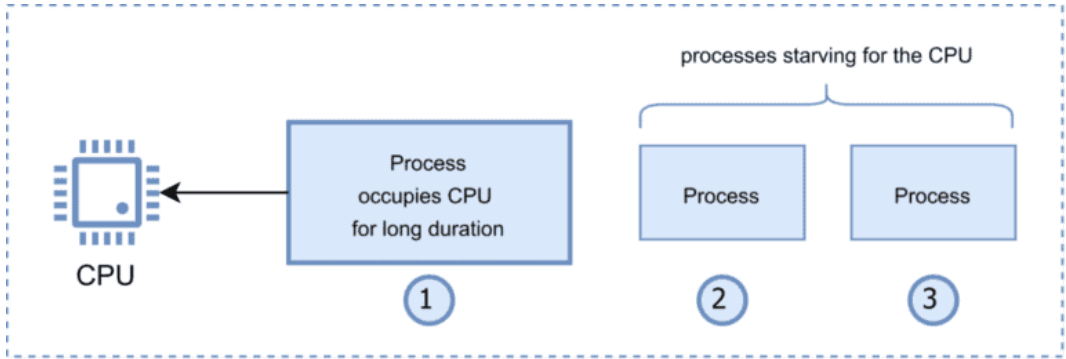 processes starving for the CPU
Process
occupies CPU
for long duration
Process
Process
CPU
1
2
3